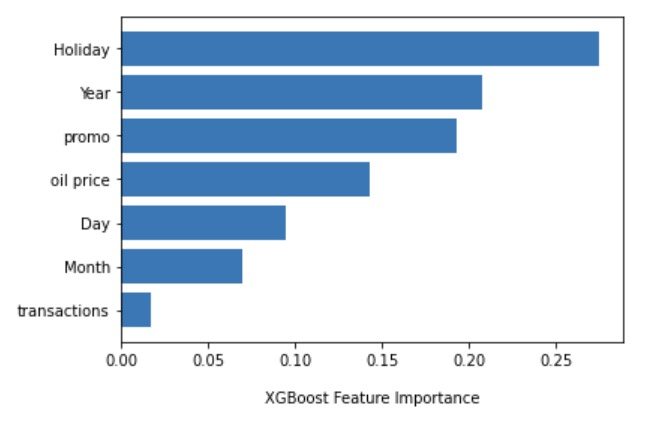 Holiday
Year
promo
oil price
Day
Month
transactions
0.00 0.05 0.10 0.15 0.20 0.25
XGBoost Feature Importance